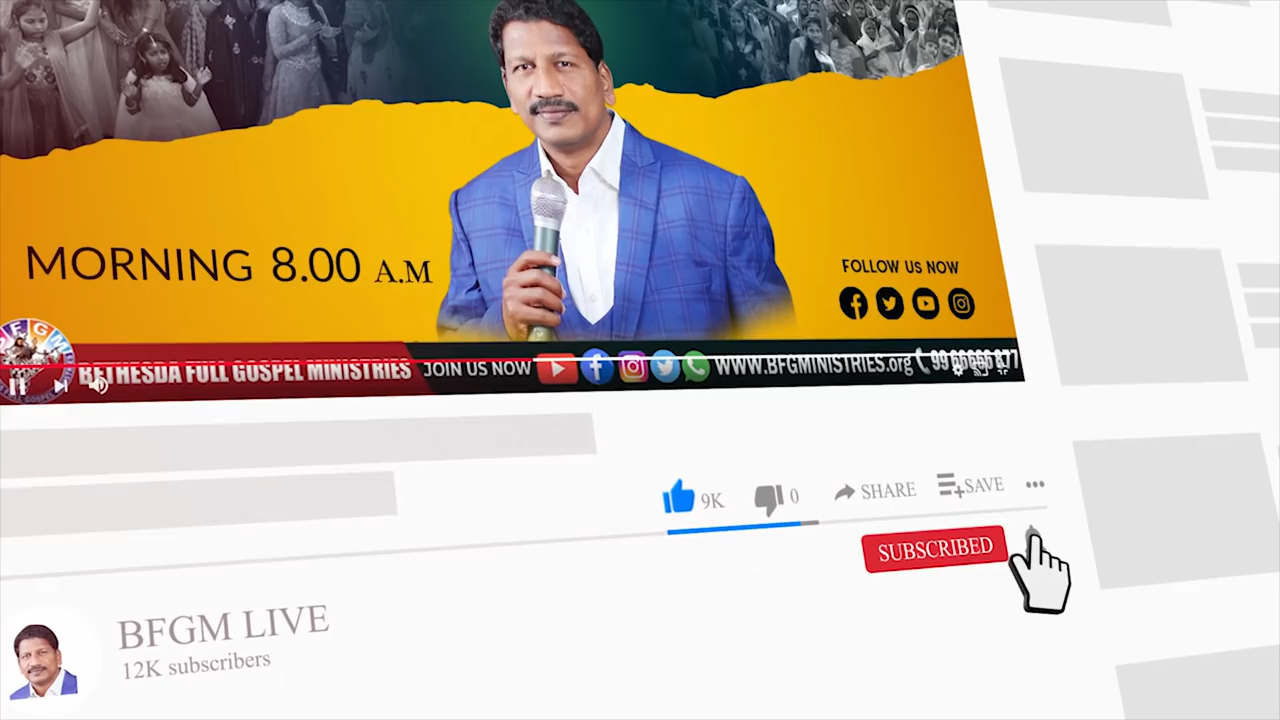 MORNING 8.00 A.M
FOLLOW US NOW
BFGM
BETHESDA FULL GOSPEL MINISTRIES
JOIN US NOW
WWW.BFGMINISTRIES.org
9K
0
SHARE
SAVE
SUBSCRIBED
BFGM LIVE
12K subscribers